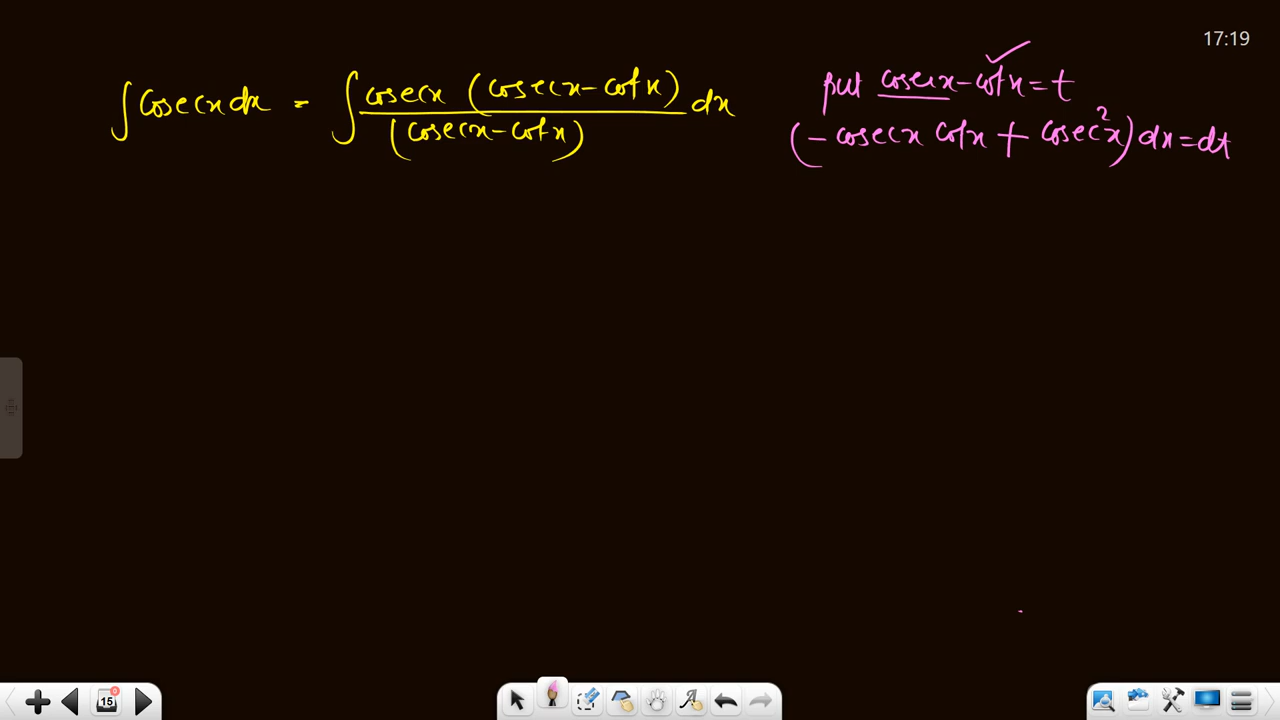 17:19
∫ cosecx dx = ∫ cosecx (cosecx - cotx) / (cosecx - cotx) dx
put cosecx - cotx = t
(- cosecx cotx + cosec²x) dx = dt
15